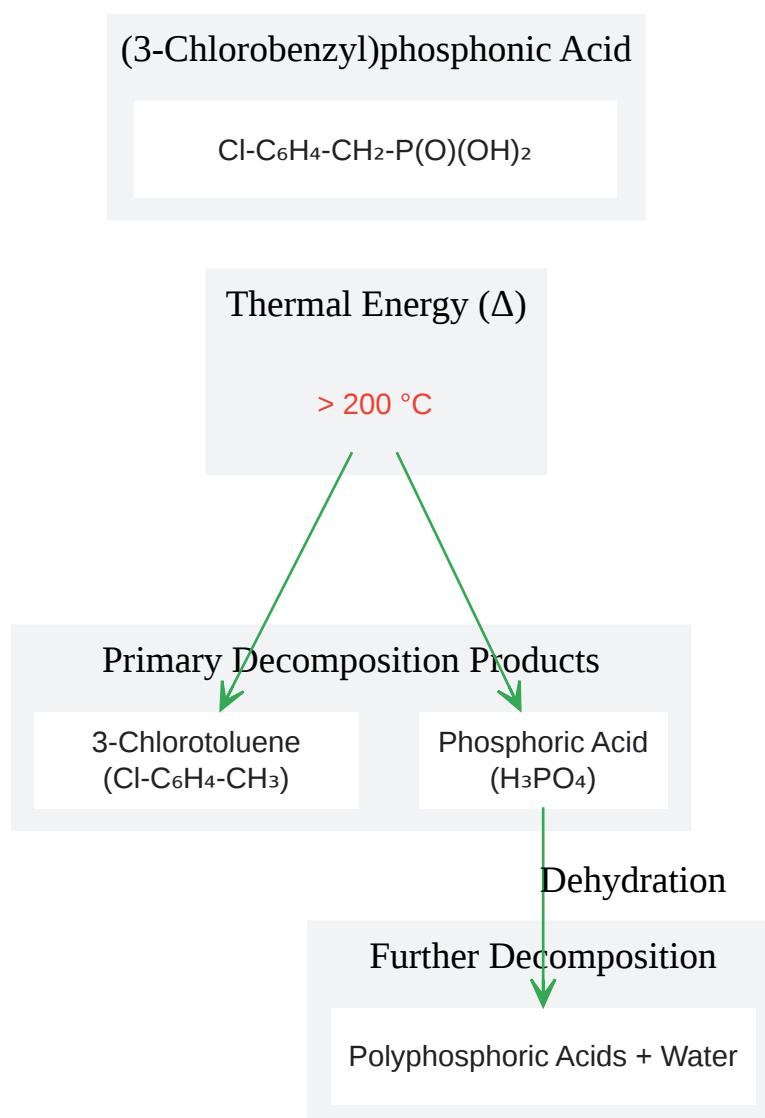 (3-Chlorobenzyl)phosphonic Acid
Cl-C₆H₄-CH₂-P(O)(OH)₂
Thermal Energy (Δ)
> 200 °C
Primary Decomposition Products
3-Chlorotoluene
(Cl-C₆H₄-CH₃)
Phosphoric Acid
(H₃PO₄)
Dehydration
Further Decomposition
Polyphosphoric Acids + Water